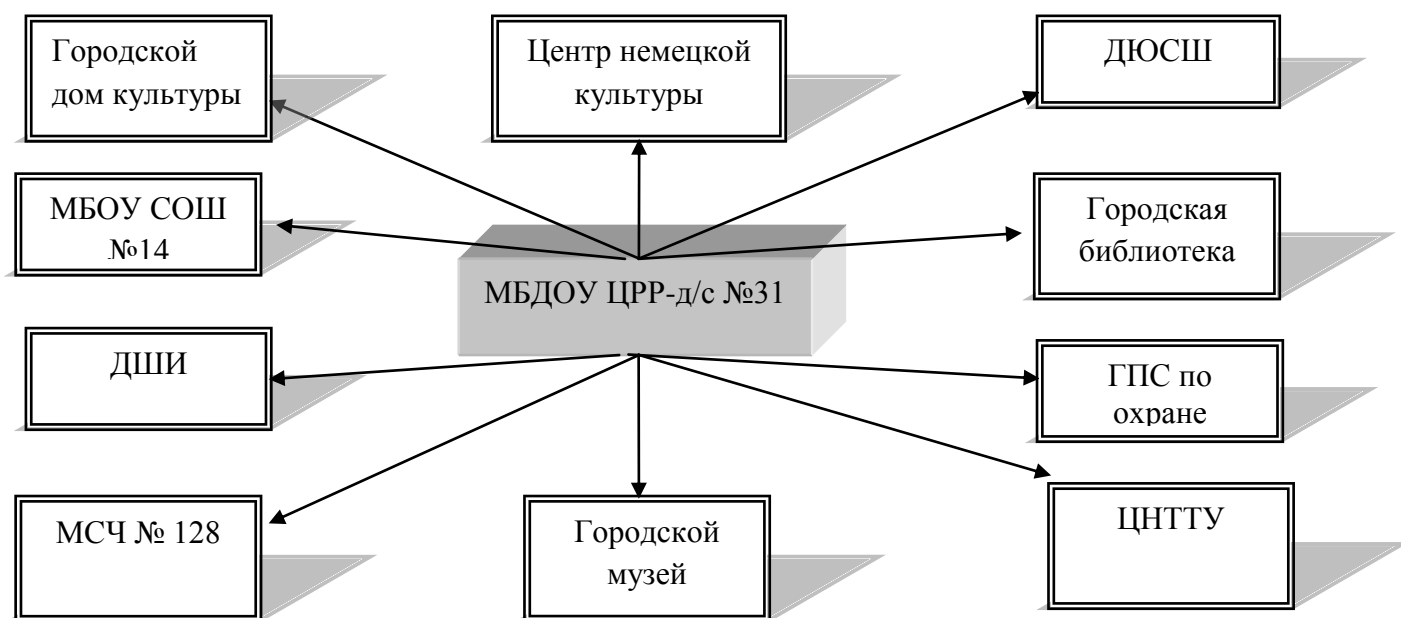 Городской
дом культуры
Центр немецкой
культуры
ДЮСШ
МБОУ СОШ
№14
Городская
библиотека
МБДОУ ЦРР-д/с №31
ДШИ
ГПС по
охране
МСЧ № 128
Городской
музей
ЦНТТУ